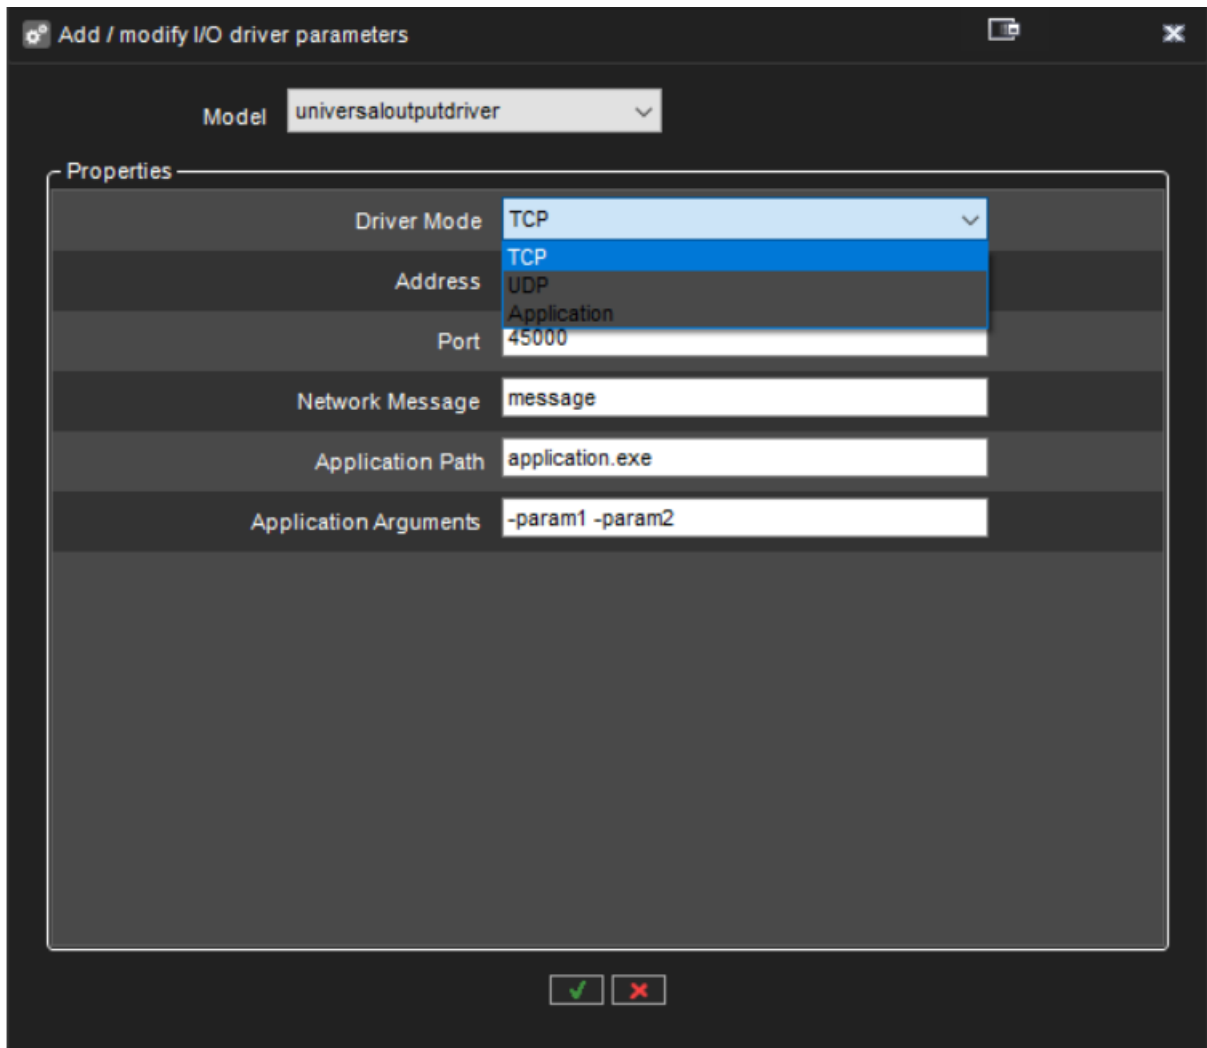 Add / modify I/O driver parameters
Model universaloutputdriver
Properties
Driver Mode TCP
TCP
Address
UDP
Application
Port 45000
Network Message message
Application Path application.exe
Application Arguments -param1 -param2